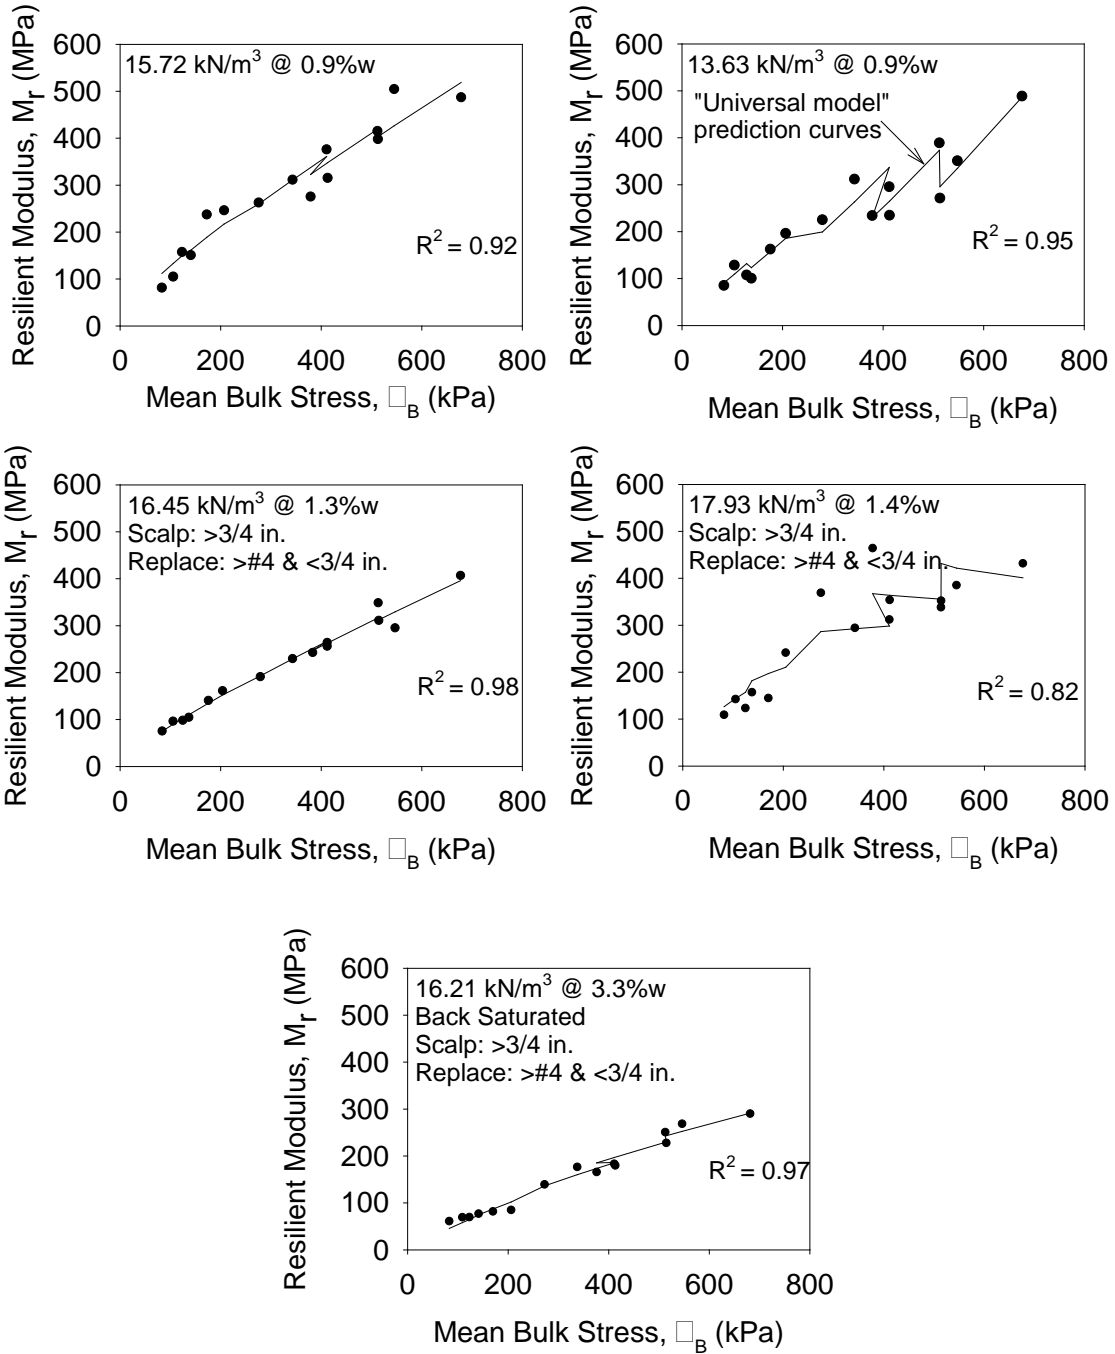 Resilient Modulus, Mr (MPa)
600
500
400
300
200
100
0
15.72 kN/m3 @ 0.9%w
R2 = 0.92
0 200 400 600 800
Mean Bulk Stress, □B (kPa)
Resilient Modulus, Mr (MPa)
600
500
400
300
200
100
0
13.63 kN/m3 @ 0.9%w
"Universal model"
prediction curves
R2 = 0.95
0 200 400 600 800
Mean Bulk Stress, □B (kPa)
Resilient Modulus, Mr (MPa)
600
500
400
300
200
100
0
16.45 kN/m3 @ 1.3%w
Scalp: >3/4 in.
Replace: >#4 & <3/4 in.
R2 = 0.98
0 200 400 600 800
Mean Bulk Stress, □B (kPa)
Resilient Modulus, Mr (MPa)
600
500
400
300
200
100
0
17.93 kN/m3 @ 1.4%w
Scalp: >3/4 in.
Replace: >#4 & <3/4 in.
R2 = 0.82
0 200 400 600 800
Mean Bulk Stress, □B (kPa)
Resilient Modulus, Mr (MPa)
600
500
400
300
200
100
0
16.21 kN/m3 @ 3.3%w
Back Saturated
Scalp: >3/4 in.
Replace: >#4 & <3/4 in.
R2 = 0.97
0 200 400 600 800
Mean Bulk Stress, □B (kPa)